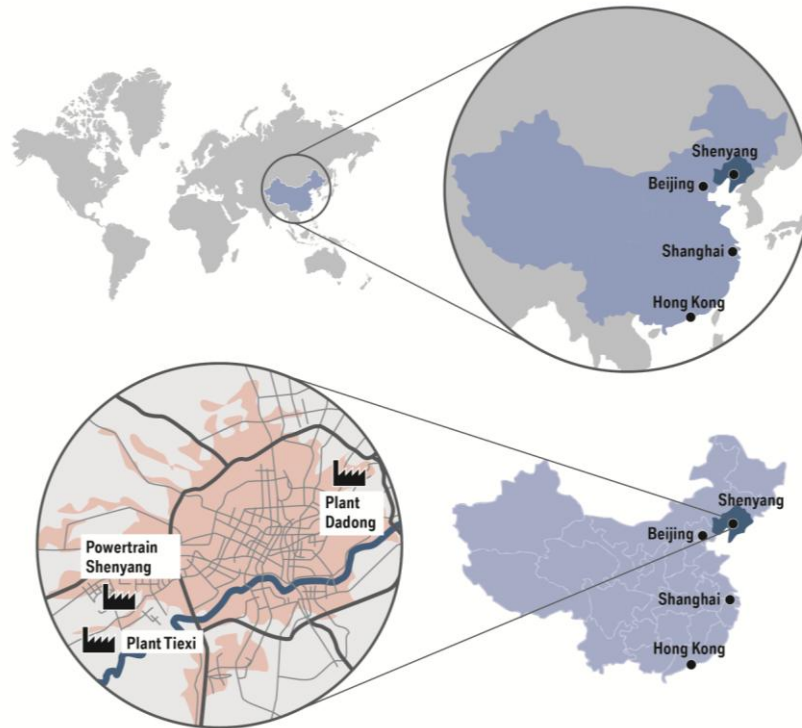 Shenyang
Beijing
Shanghai
Hong Kong
Plant
Dadong
Powertrain
Shenyang
Plant Tiexi
Shenyang
Beijing
Shanghai
Hong Kong